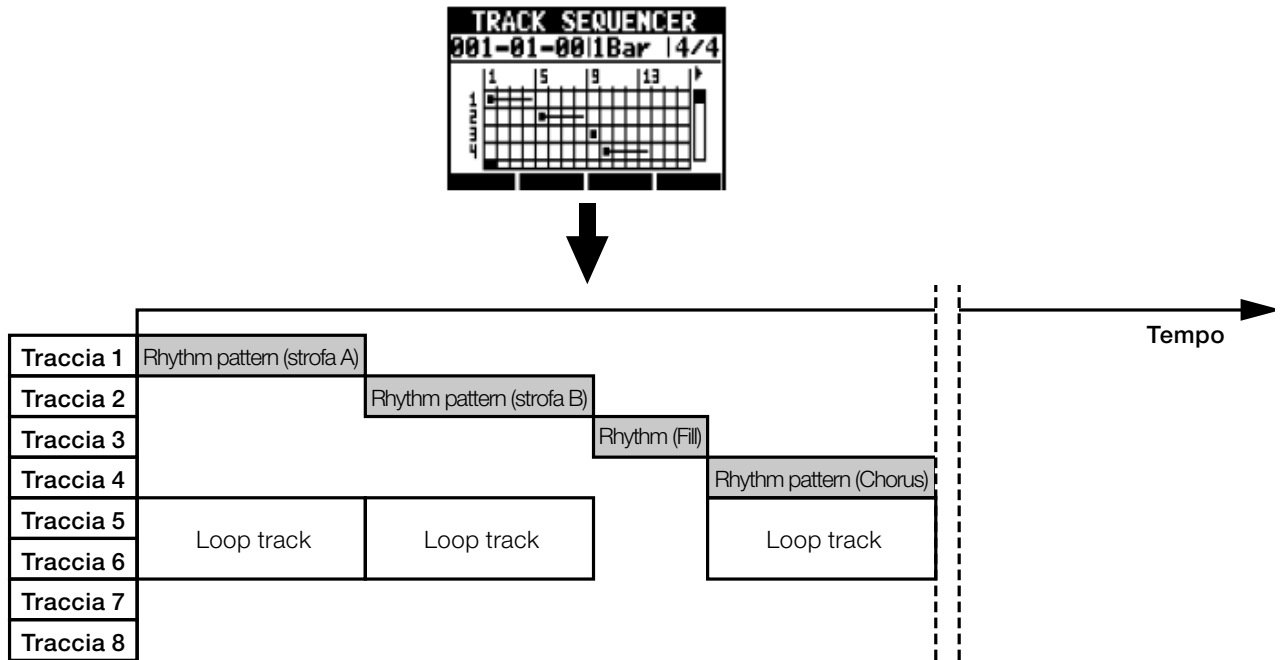 TRACK SEQUENCER
001-01-00|1Bar |4/4
1 5 9 13
1
2
3
4
Tempo
Traccia 1 Rhythm pattern (strofa A)
Traccia 2 Rhythm pattern (strofa B)
Traccia 3 Rhythm (Fill)
Traccia 4 Rhythm pattern (Chorus)
Traccia 5
Loop track Loop track Loop track
Traccia 6
Traccia 7
Traccia 8